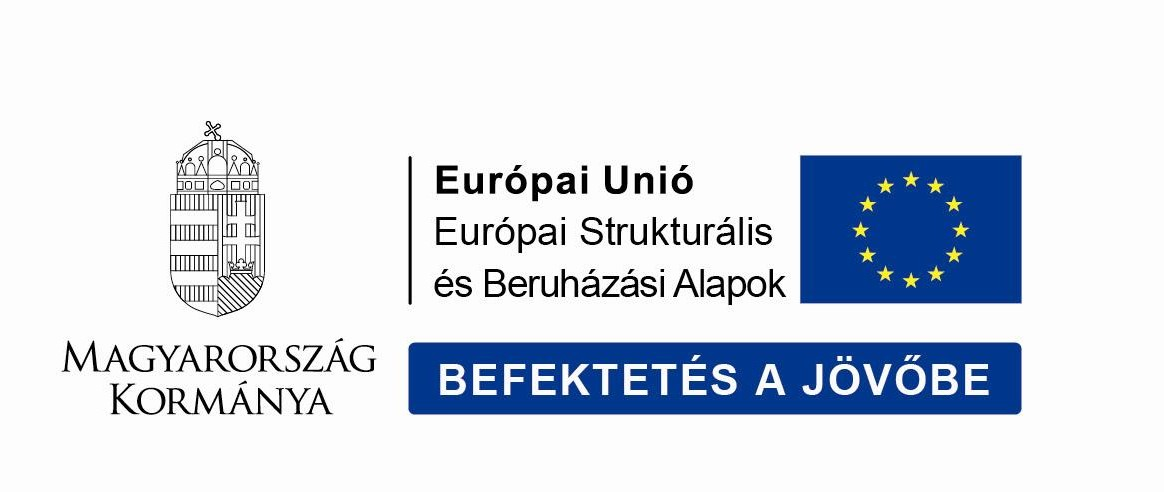 MAGYARORSZÁG
KORMÁNYA
Európai Unió
Európai Strukturális
és Beruházási Alapok
BEFEKTETÉS A JÖVŐBE